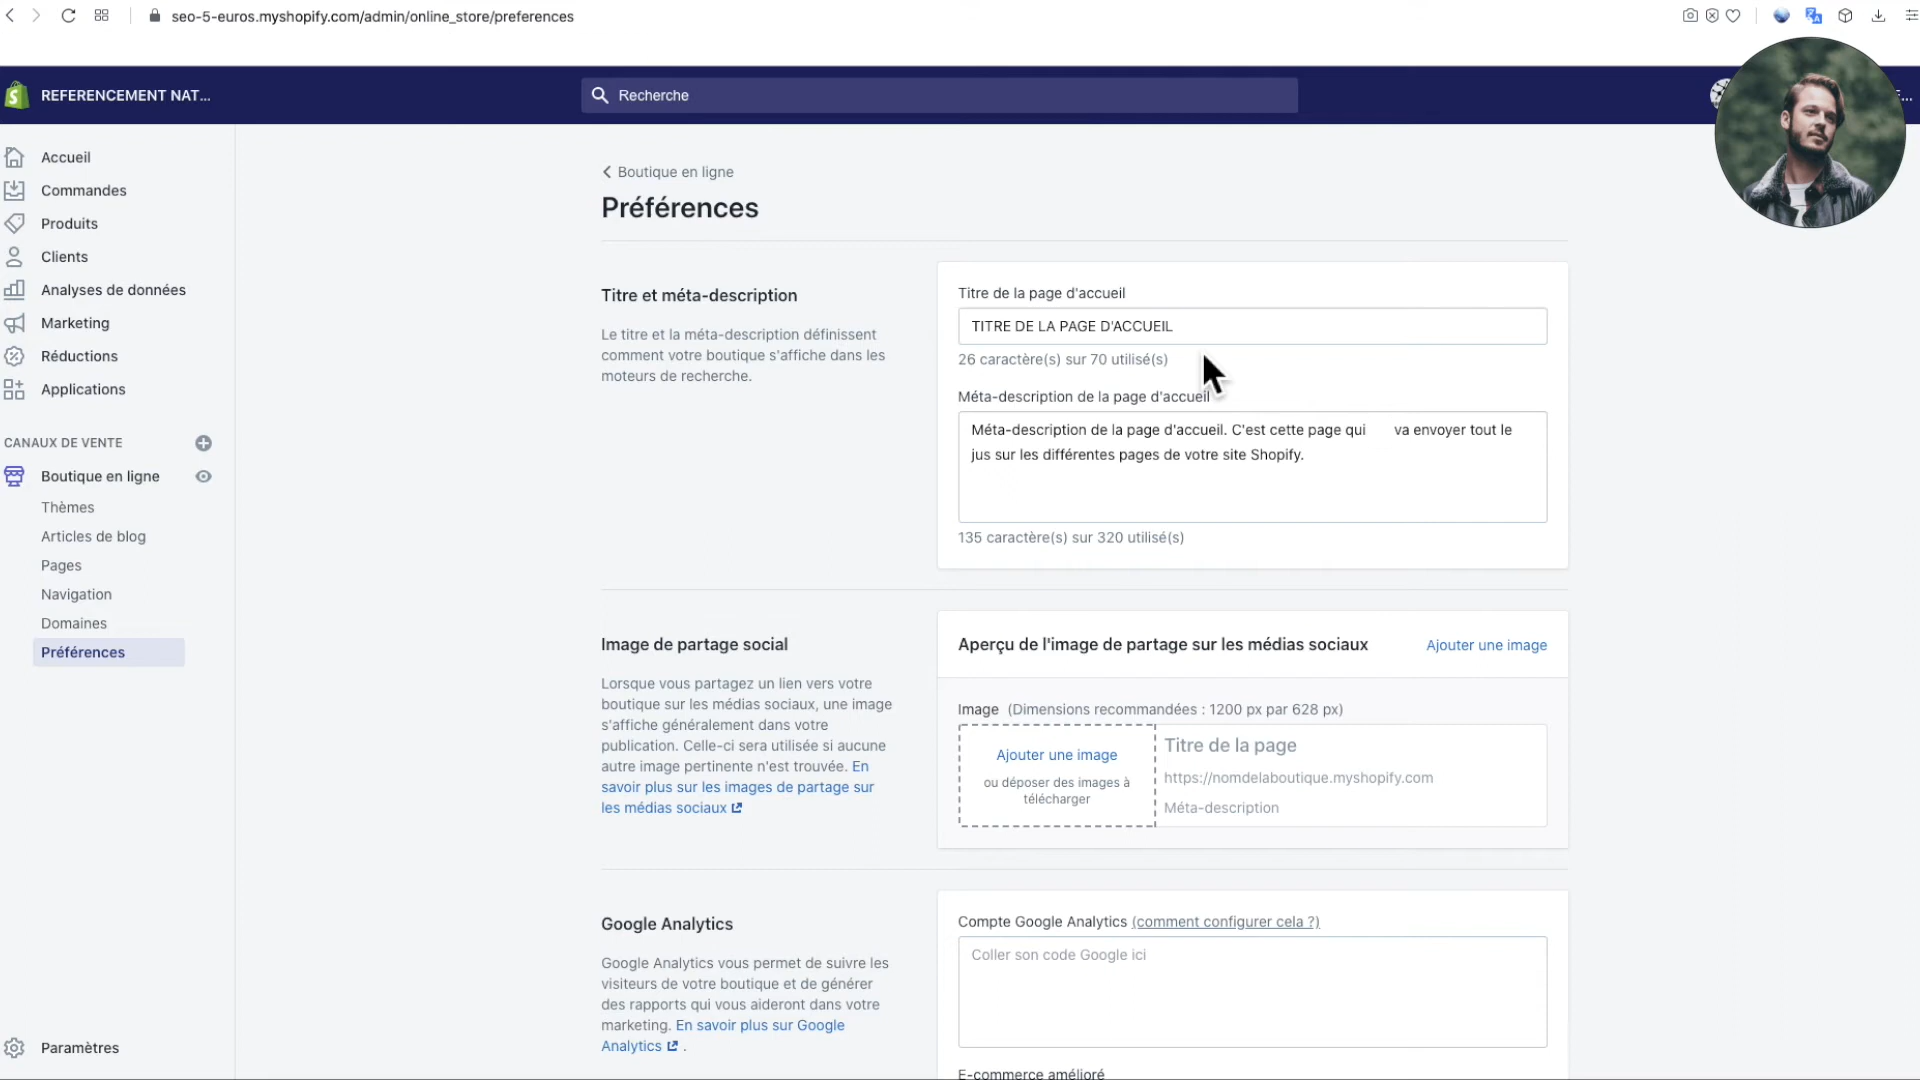 seo-5-euros.myshopify.com/admin/online_store/preferences
REFERENCEMENT NAT...
Recherche
E...
Accueil
Commandes
Produits
Clients
Analyses de données
Marketing
Réductions
Applications
CANAUX DE VENTE
Boutique en ligne
Thèmes
Articles de blog
Pages
Navigation
Domaines
Préférences
Paramètres
Boutique en ligne
Préférences
Titre et méta-description
Le titre et la méta-description définissent
comment votre boutique s'affiche dans les
moteurs de recherche.
Titre de la page d'accueil
TITRE DE LA PAGE D'ACCUEIL
26 caractère(s) sur 70 utilisé(s)
Méta-description de la page d'accueil
Méta-description de la page d'accueil. C'est cette page qui va envoyer tout le
jus sur les différentes pages de votre site Shopify.
135 caractère(s) sur 320 utilisé(s)
Image de partage social
Lorsque vous partagez un lien vers votre
boutique sur les médias sociaux, une image
s'affiche généralement dans votre
publication. Celle-ci sera utilisée si aucune
autre image pertinente n'est trouvée. En
savoir plus sur les images de partage sur
les médias sociaux
Aperçu de l'image de partage sur les médias sociaux
Ajouter une image
Image (Dimensions recommandées : 1200 px par 628 px)
Ajouter une image
ou déposer des images à
télécharger
Titre de la page
https://nomdelaboutique.myshopify.com
Méta-description
Google Analytics
Google Analytics vous permet de suivre les
visiteurs de votre boutique et de générer
des rapports qui vous aideront dans votre
marketing. En savoir plus sur Google
Analytics .
Compte Google Analytics (comment configurer cela ?)
Coller son code Google ici
E-commerce amélioré